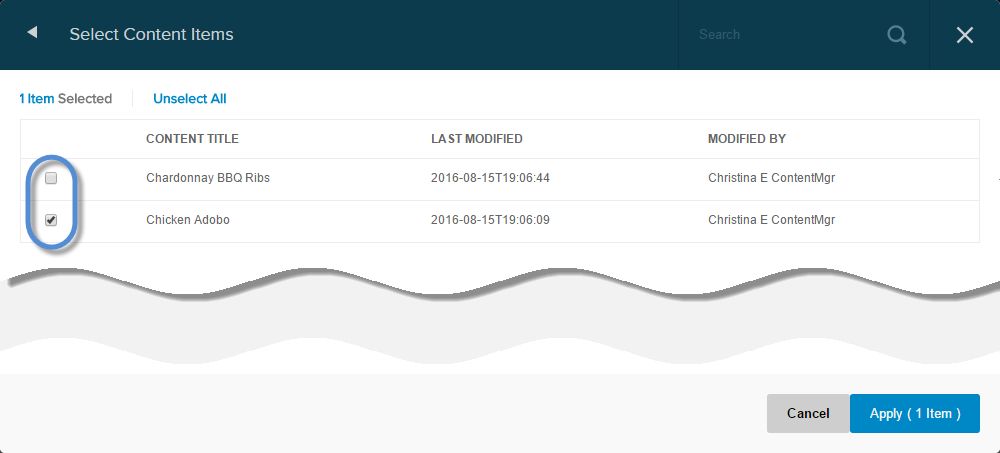 Select Content Items Search
1 Item Selected Unselect All
CONTENT TITLE LAST MODIFIED MODIFIED BY
Chardonnay BBQ Ribs 2016-08-15T19:06:44 Christina E ContentMgr
Chicken Adobo 2016-08-15T19:06:09 Christina E ContentMgr
Cancel Apply ( 1 Item )